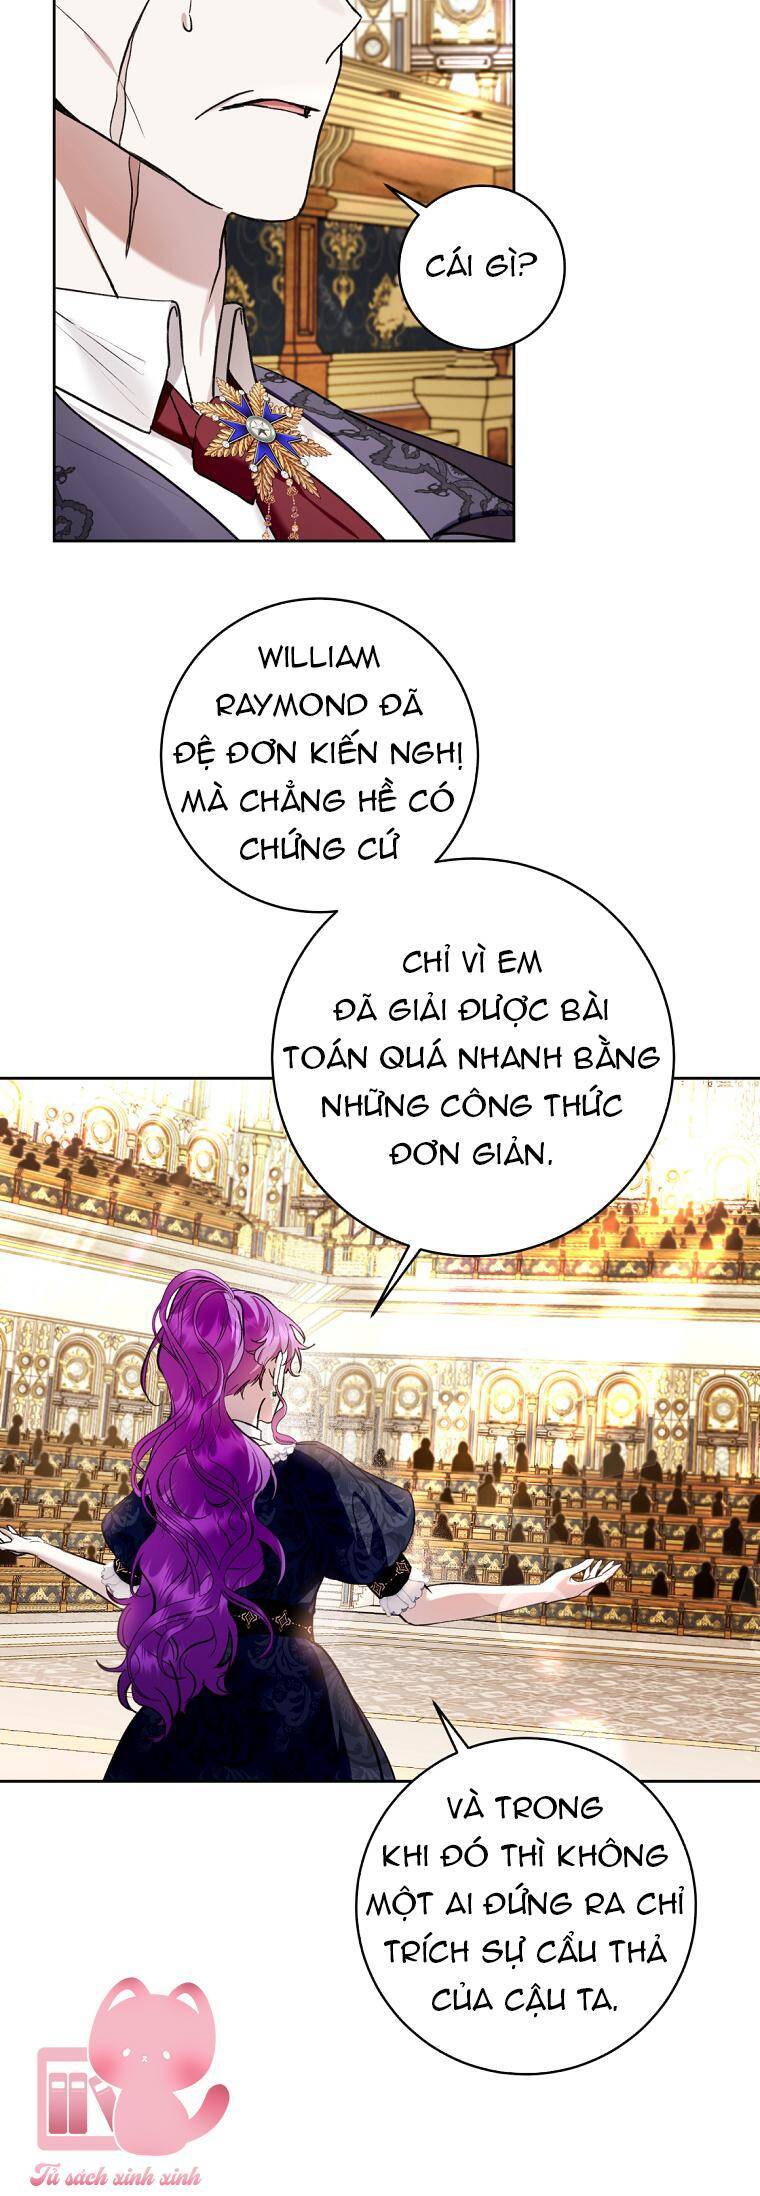 CÁI GÌ?
WILLIAM
RAYMOND ĐÃ
ĐỆ ĐƠN KIẾN NGHỊ
MÀ CHẲNG HỀ CÓ
CHỨNG CỨ
CHỈ VÌ EM
ĐÃ GIẢI ĐƯỢC BÀI
TOÁN QUÁ NHANH BẰNG
NHỮNG CÔNG THỨC
ĐƠN GIẢN.
VÀ TRONG
KHI ĐÓ THÌ KHÔNG
MỘT AI ĐỨNG RA CHỈ
TRÍCH SỰ CẨU THẢ
CỦA CẬU TA.
Tủ sách xinh xinh